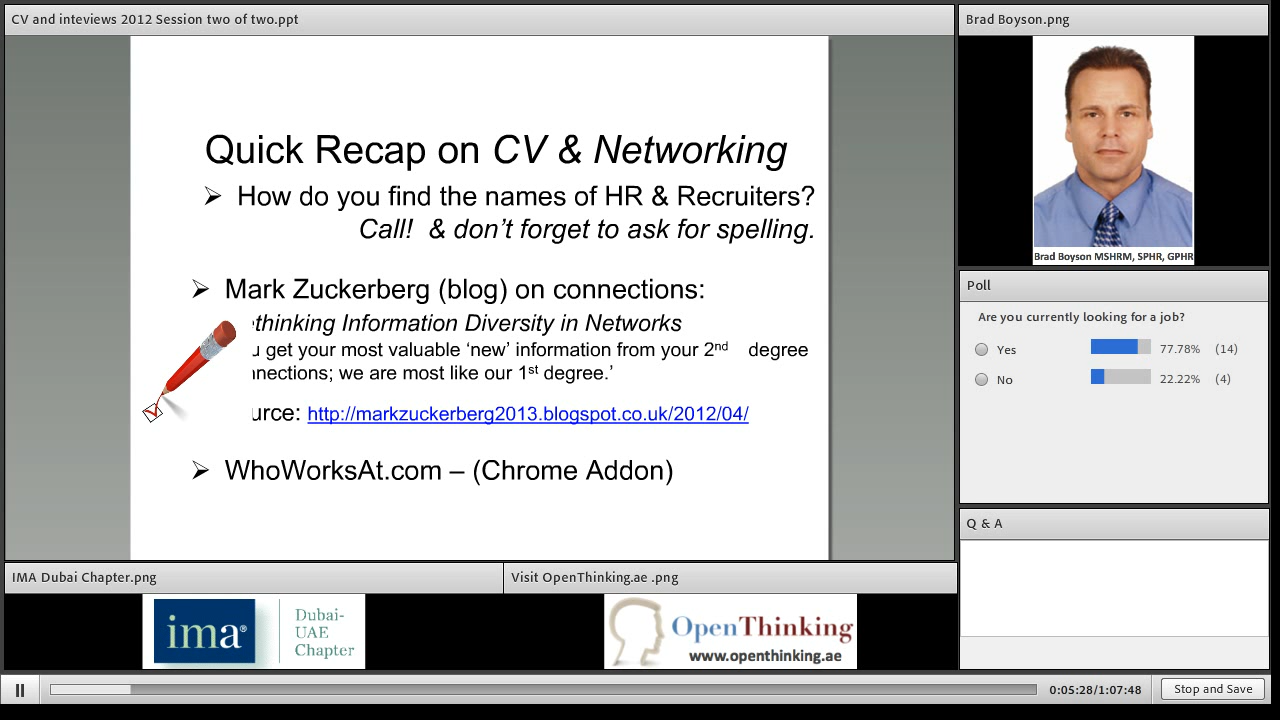 CV and inteviews 2012 Session two of two.ppt
Quick Recap on CV & Networking
➢ How do you find the names of HR & Recruiters?
Call! & don't forget to ask for spelling.
➢ Mark Zuckerberg (blog) on connections:
thinking Information Diversity in Networks
get your most valuable 'new' information from your 2nd degree
nnections; we are most like our 1st degree.'
urce: http://markzuckerberg2013.blogspot.co.uk/2012/04/
➢ WhoWorksAt.com – (Chrome Addon)
Brad Boyson.png
Brad Boyson MSHRM, SPHR, GPHR
Poll
Are you currently looking for a job?
Yes 77.78% (14)
No 22.22% (4)
Q & A
IMA Dubai Chapter.png
ima®
Dubai-
UAE
Chapter
Visit OpenThinking.ae .png
OpenThinking
www.openthinking.ae
0:05:28/1:07:48
Stop and Save